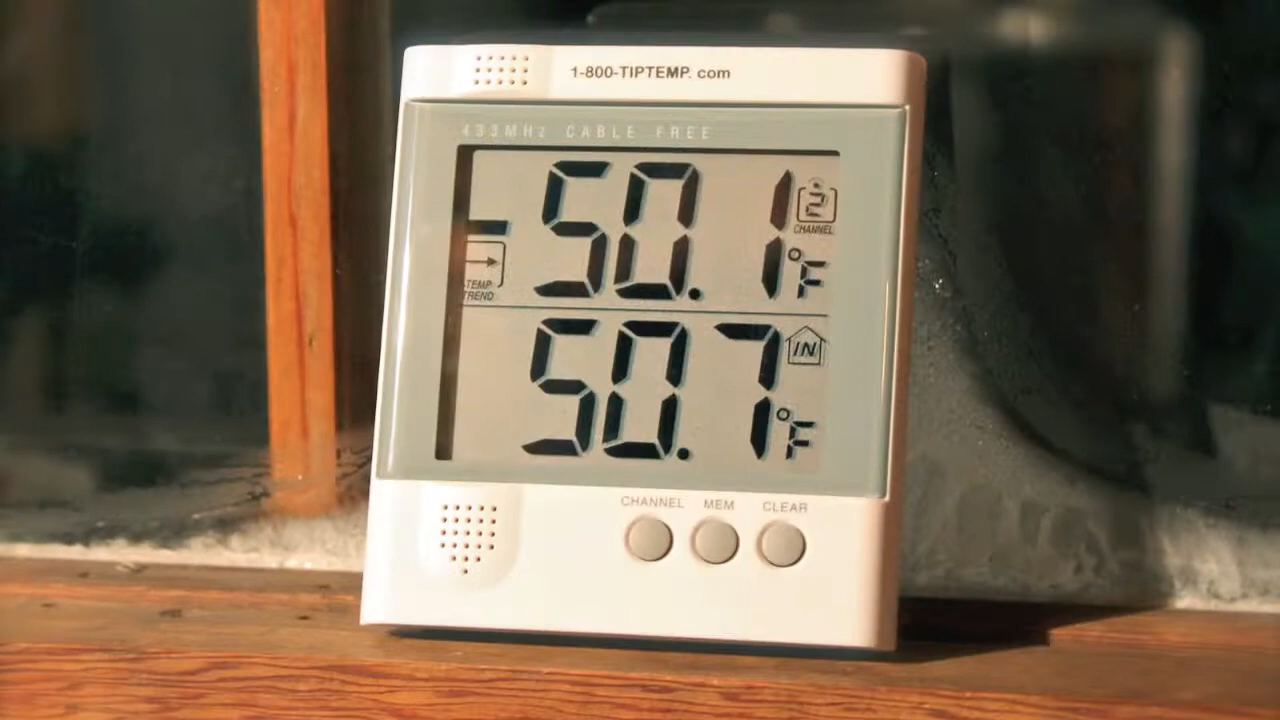 1-800-TIPTEMP. com
433MHz CABLE FREE
-50.1 °F
2
CHANNEL
TEMP
TREND
50.7 °F
IN
CHANNEL MEM CLEAR